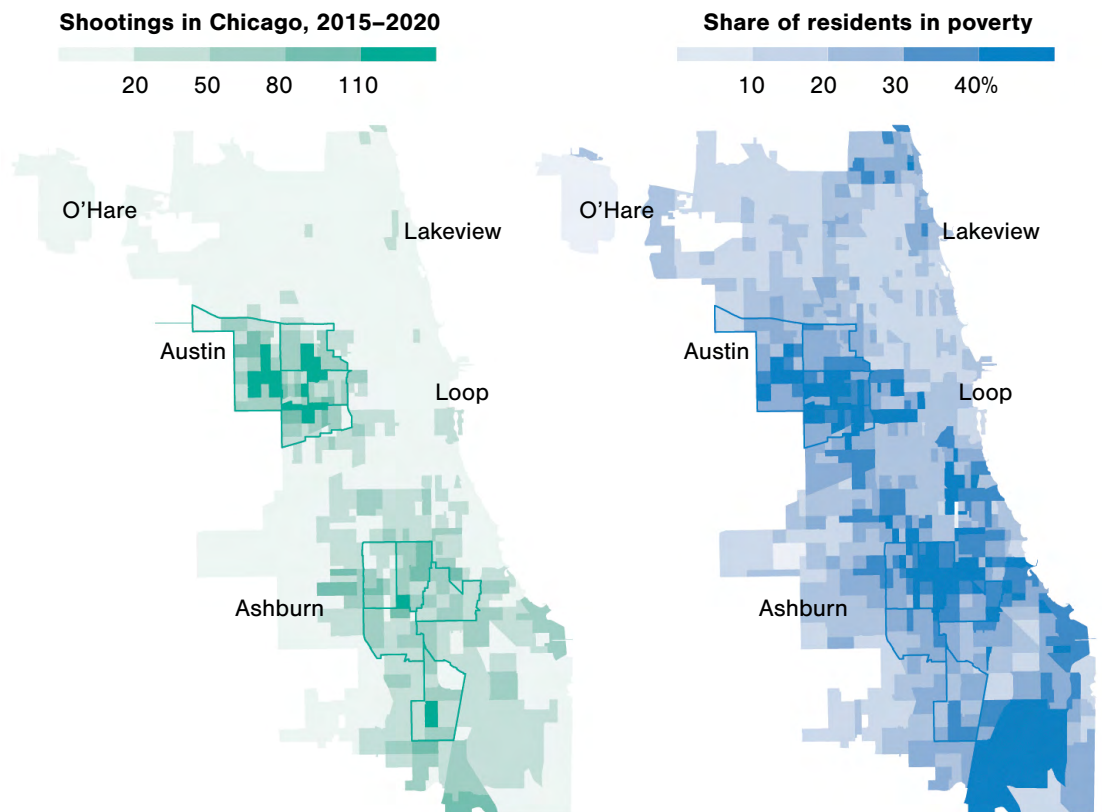 Shootings in Chicago, 2015–2020
20 50 80 110
O'Hare
Lakeview
Austin
Loop
Ashburn
Share of residents in poverty
10 20 30 40%
O'Hare
Lakeview
Austin
Loop
Ashburn